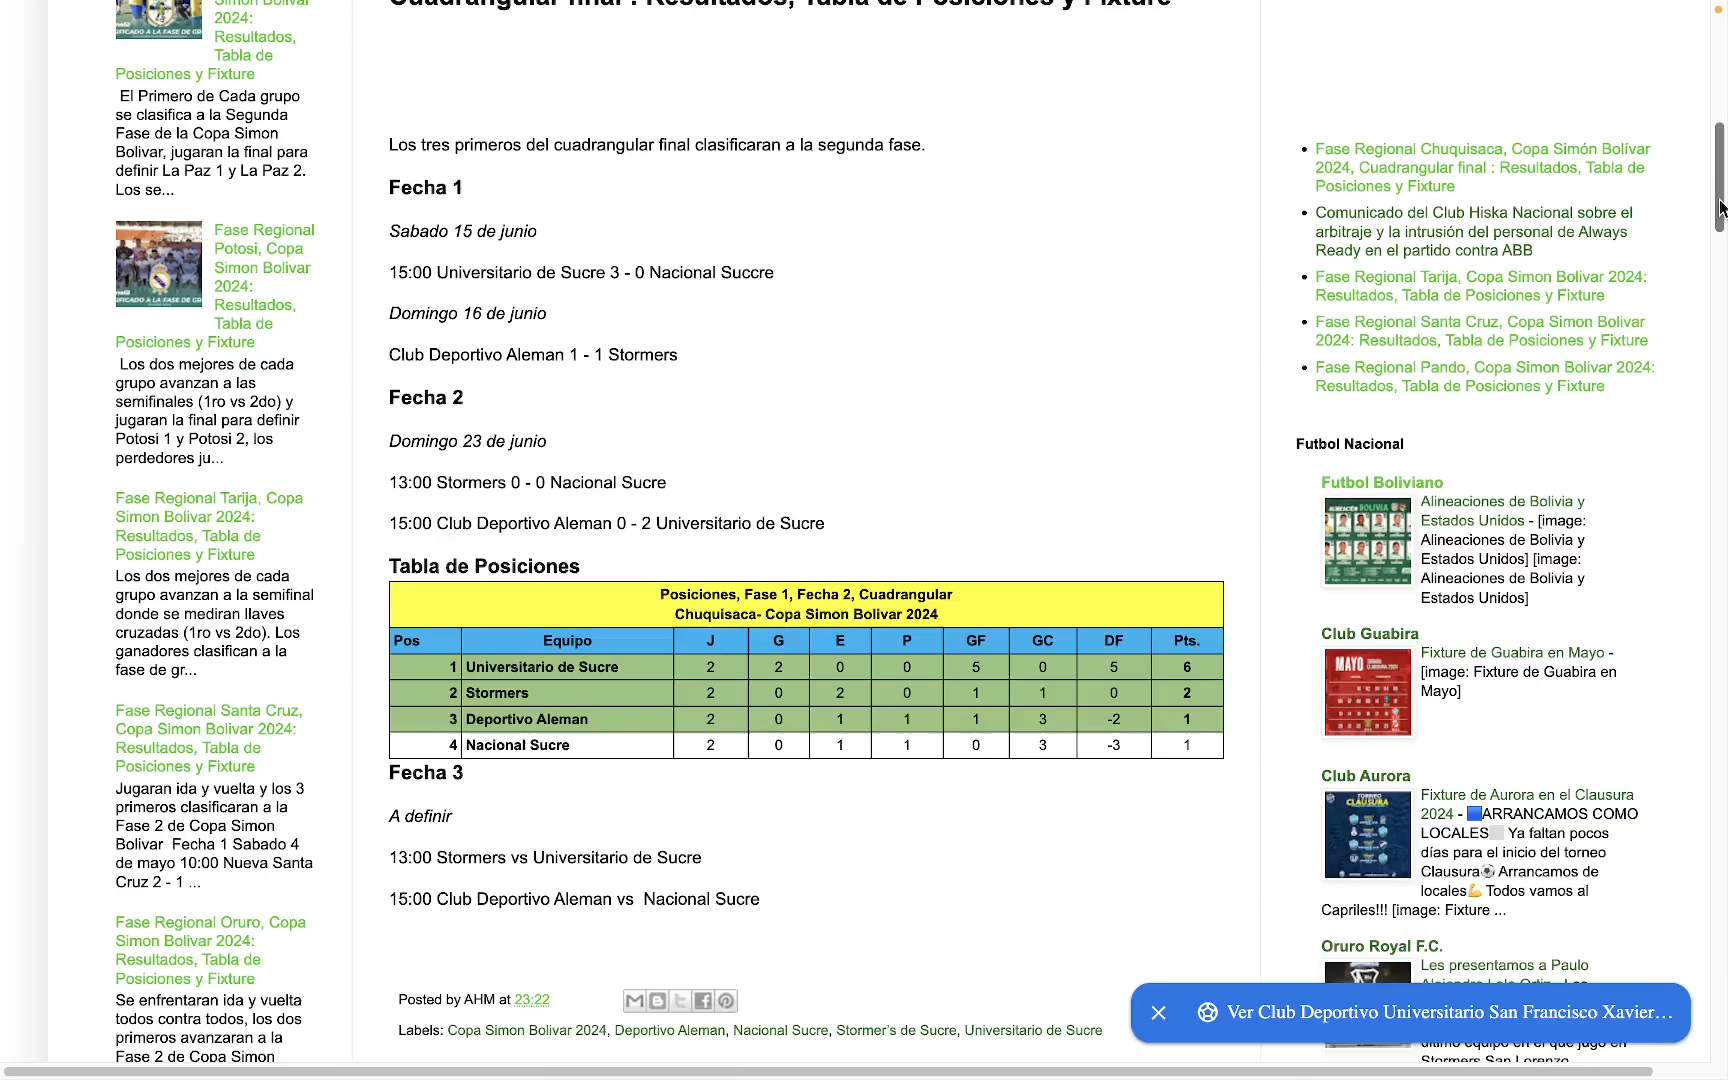 Simon Bolivar
2024:
Resultados,
Tabla de
Posiciones y Fixture
El Primero de Cada grupo
se clasifica a la Segunda
Fase de la Copa Simon
Bolivar, jugaran la final para
definir La Paz 1 y La Paz 2.
Los se...
Fase Regional
Potosi, Copa
Simon Bolivar
2024:
Resultados,
Tabla de
Posiciones y Fixture
Los dos mejores de cada
grupo avanzan a las
semifinales (1ro vs 2do) y
jugaran la final para definir
Potosi 1 y Potosi 2, los
perdedores ju...
Fase Regional Tarija, Copa
Simon Bolivar 2024:
Resultados, Tabla de
Posiciones y Fixture
Los dos mejores de cada
grupo avanzan a la semifinal
donde se mediran llaves
cruzadas (1ro vs 2do). Los
ganadores clasifican a la
fase de gr...
Fase Regional Santa Cruz,
Copa Simon Bolivar 2024:
Resultados, Tabla de
Posiciones y Fixture
Jugaran ida y vuelta y los 3
primeros clasificaran a la
Fase 2 de Copa Simon
Bolivar Fecha 1 Sabado 4
de mayo 10:00 Nueva Santa
Cruz 2 - 1 ...
Fase Regional Oruro, Copa
Simon Bolivar 2024:
Resultados, Tabla de
Posiciones y Fixture
Se enfrentaran ida y vuelta
todos contra todos, los dos
primeros avanzaran a la
Fase 2 de Copa Simon
Cuadrangular final : Resultados, Tabla de Posiciones y Fixture
Los tres primeros del cuadrangular final clasificaran a la segunda fase.
Fecha 1
Sabado 15 de junio
15:00 Universitario de Sucre 3 - 0 Nacional Succre
Domingo 16 de junio
Club Deportivo Aleman 1 - 1 Stormers
Fecha 2
Domingo 23 de junio
13:00 Stormers 0 - 0 Nacional Sucre
15:00 Club Deportivo Aleman 0 - 2 Universitario de Sucre
Tabla de Posiciones
Posiciones, Fase 1, Fecha 2, Cuadrangular
Chuquisaca- Copa Simon Bolivar 2024
Pos Equipo J G E P GF GC DF Pts.
1 Universitario de Sucre 2 2 0 0 5 0 5 6
2 Stormers 2 0 2 0 1 1 0 2
3 Deportivo Aleman 2 0 1 1 1 3 -2 1
4 Nacional Sucre 2 0 1 1 0 3 -3 1
Fecha 3
A definir
13:00 Stormers vs Universitario de Sucre
15:00 Club Deportivo Aleman vs Nacional Sucre
Posted by AHM at 23:22
Labels: Copa Simon Bolivar 2024, Deportivo Aleman, Nacional Sucre, Stormer's de Sucre, Universitario de Sucre
Fase Regional Chuquisaca, Copa Simón Bolívar
2024, Cuadrangular final : Resultados, Tabla de
Posiciones y Fixture
Comunicado del Club Hiska Nacional sobre el
arbitraje y la intrusión del personal de Always
Ready en el partido contra ABB
Fase Regional Tarija, Copa Simon Bolivar 2024:
Resultados, Tabla de Posiciones y Fixture
Fase Regional Santa Cruz, Copa Simon Bolivar
2024: Resultados, Tabla de Posiciones y Fixture
Fase Regional Pando, Copa Simon Bolivar 2024:
Resultados, Tabla de Posiciones y Fixture
Futbol Nacional
Futbol Boliviano
Alineaciones de Bolivia y
Estados Unidos - [image:
Alineaciones de Bolivia y
Estados Unidos] [image:
Alineaciones de Bolivia y
Estados Unidos]
Club Guabira
MAYO
Fixture de Guabira en Mayo -
[image: Fixture de Guabira en
Mayo]
Club Aurora
CLAUSURA
Fixture de Aurora en el Clausura
2024 - 🟦ARRANCAMOS COMO
LOCALES⬜ Ya faltan pocos
días para el inicio del torneo
Clausura⚽ Arrancamos de
locales💪 Todos vamos al
Capriles!!! [image: Fixture ...
Oruro Royal F.C.
Les presentamos a Paulo
Ver Club Deportivo Universitario San Francisco Xavier...
último equipo en el que jugó en
Stormers San Lorenzo